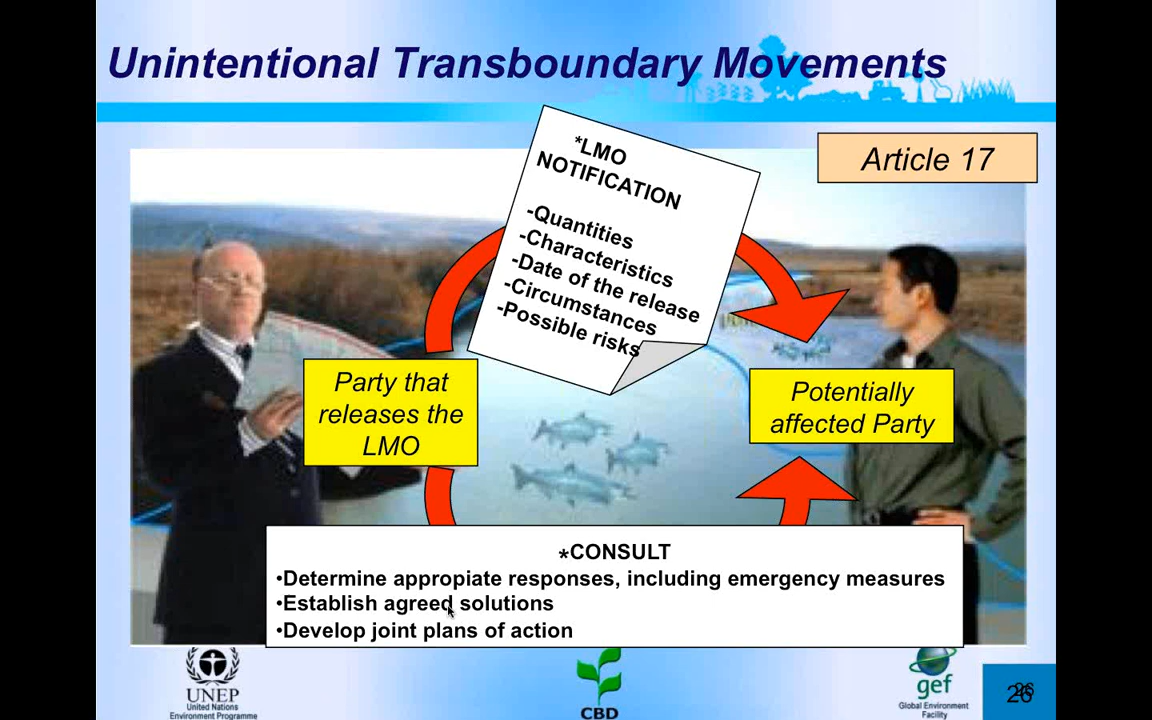 Unintentional Transboundary Movements
Article 17
*LMO
NOTIFICATION
-Quantities
-Characteristics
-Date of the release
-Circumstances
-Possible risks
Party that
releases the
LMO
Potentially
affected Party
*CONSULT
•Determine appropiate responses, including emergency measures
•Establish agreed solutions
•Develop joint plans of action
UNEP
United Nations
Environment Programme
CBD
gef
Global Environment
Facility
26